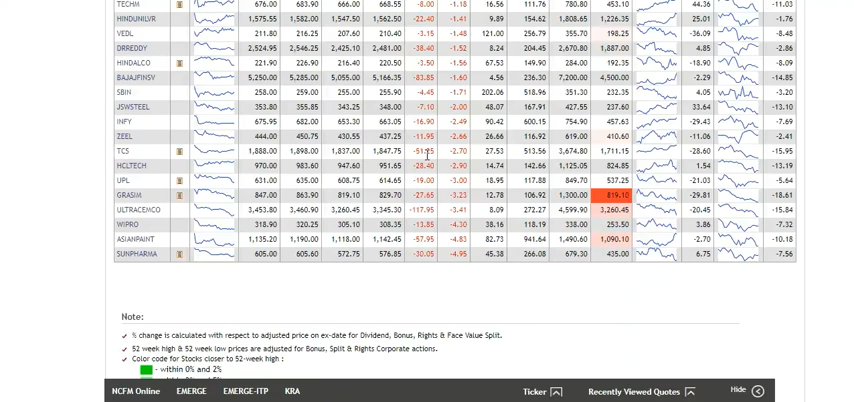 TECHM 676.00 683.90 666.00 668.55 -8.00 -1.18 16.56 111.76 780.80 453.10 44.36 -11.03
HINDUNILVR 1,575.55 1,582.00 1,547.50 1,562.50 -22.40 -1.41 9.89 154.62 1,808.65 1,226.35 25.01 -1.76
VEDL 211.80 216.25 207.60 210.40 -3.15 -1.48 121.00 256.79 355.70 198.25 -36.09 -8.48
DRREDDY 2,524.95 2,546.25 2,425.10 2,481.00 -38.40 -1.52 8.24 204.45 2,670.80 1,887.00 4.85 -2.86
HINDALCO 221.90 226.90 216.40 220.50 -3.50 -1.56 67.53 149.90 284.00 192.35 -18.90 -8.09
BAJAJFINSV 5,250.00 5,285.00 5,055.00 5,166.35 -83.85 -1.60 4.56 236.30 7,200.00 4,500.00 -2.29 -14.85
SBIN 258.00 259.00 255.00 255.90 -4.45 -1.71 202.06 518.96 351.30 232.35 4.05 -3.20
JSWSTEEL 353.80 355.85 343.25 348.00 -7.10 -2.00 48.07 167.91 427.55 237.60 33.64 -13.10
INFY 675.95 682.00 653.30 663.05 -16.90 -2.49 90.42 600.15 754.90 457.63 -29.43 -7.69
ZEEL 444.00 450.75 430.55 437.25 -11.95 -2.66 26.66 116.92 619.00 410.60 -11.06 -2.41
TCS 1,888.00 1,898.00 1,837.00 1,847.75 -51.25 -2.70 27.53 513.56 3,674.80 1,711.15 -28.60 -15.95
HCLTECH 970.00 983.60 947.60 951.65 -28.40 -2.90 14.74 142.66 1,125.05 824.85 1.54 -13.19
UPL 631.00 635.00 608.75 614.65 -19.00 -3.00 18.95 117.88 849.70 537.25 -21.03 -5.64
GRASIM 847.00 863.90 819.10 829.70 -27.65 -3.23 12.78 106.92 1,300.00 819.10 -29.81 -18.61
ULTRACEMCO 3,453.80 3,460.90 3,260.45 3,345.30 -117.95 -3.41 8.09 272.27 4,599.90 3,260.45 -20.45 -15.84
WIPRO 318.90 320.25 305.10 308.35 -13.85 -4.30 38.16 118.19 338.00 253.50 3.86 -7.32
ASIANPAINT 1,135.20 1,191.00 1,118.00 1,142.45 -57.95 -4.83 82.73 941.64 1,490.60 1,090.10 -2.70 -10.18
SUNPHARMA 605.00 605.60 572.75 576.85 -30.05 -4.95 45.38 266.08 679.30 435.00 6.75 -7.56
Note:
% change is calculated with respect to adjusted price on ex-date for Dividend, Bonus, Rights & Face Value Split.
52 week high & 52 week low prices are adjusted for Bonus, Split & Rights Corporate actions.
Color code for Stocks closer to 52-week high :
- within 0% and 2%
NCFM Online EMERGE EMERGE-ITP KRA Ticker Recently Viewed Quotes Hide